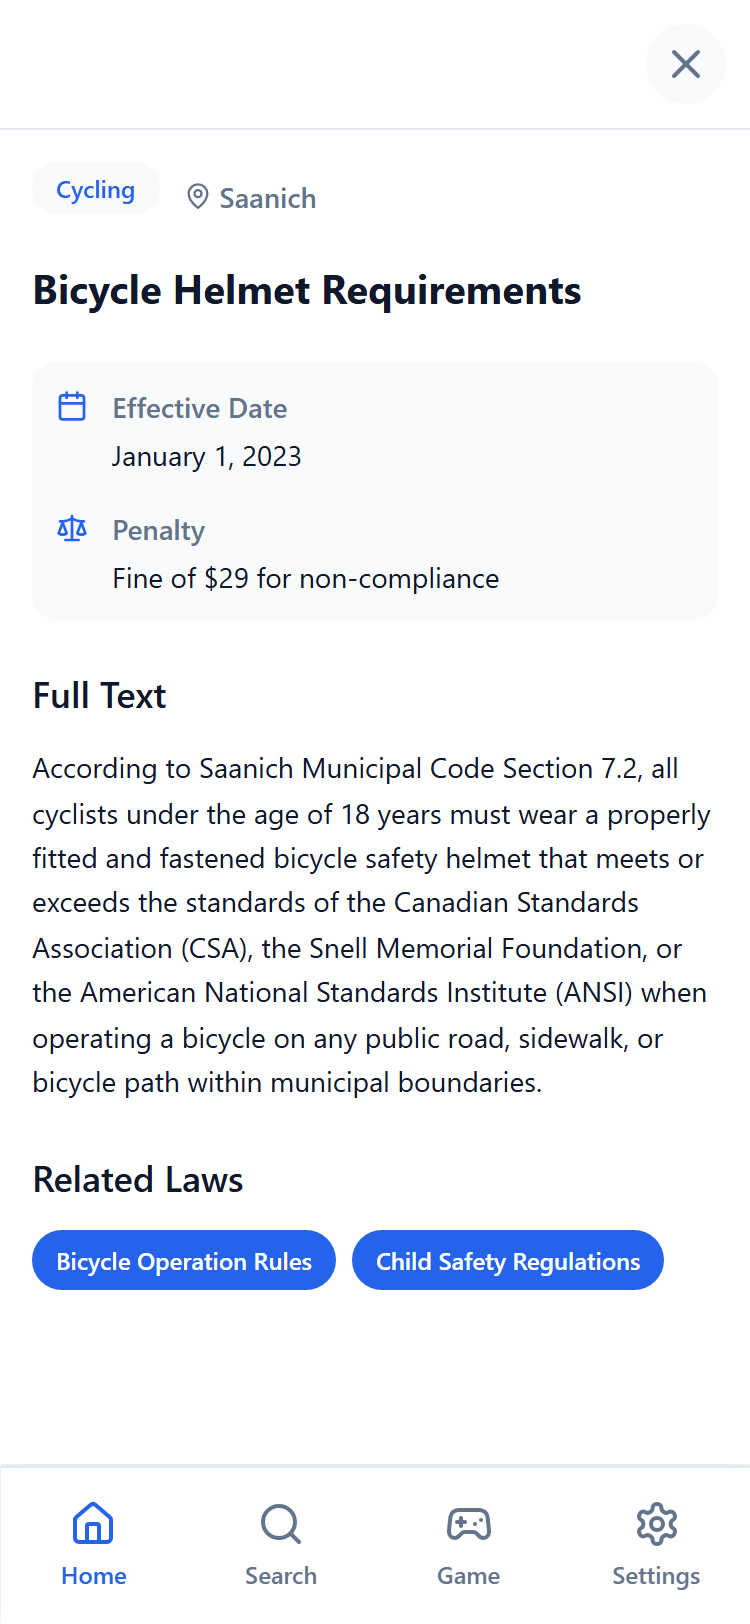 Cycling
Saanich
Bicycle Helmet Requirements
Effective Date
January 1, 2023
Penalty
Fine of $29 for non-compliance
Full Text
According to Saanich Municipal Code Section 7.2, all
cyclists under the age of 18 years must wear a properly
fitted and fastened bicycle safety helmet that meets or
exceeds the standards of the Canadian Standards
Association (CSA), the Snell Memorial Foundation, or
the American National Standards Institute (ANSI) when
operating a bicycle on any public road, sidewalk, or
bicycle path within municipal boundaries.
Related Laws
Bicycle Operation Rules
Child Safety Regulations
Home
Search
Game
Settings